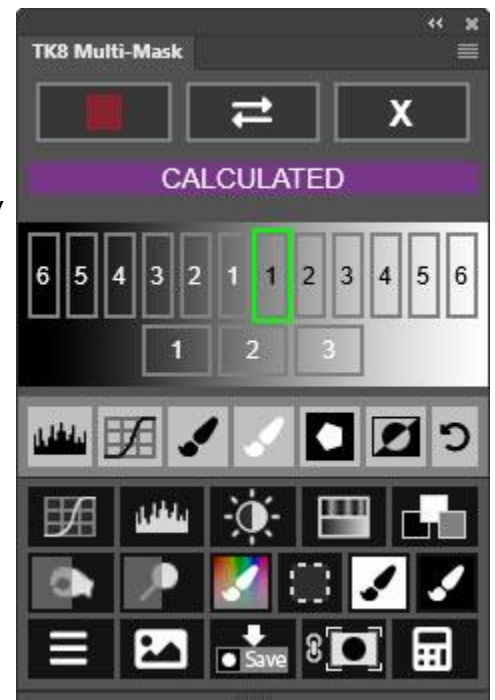 TK8 Multi-Mask
X
CALCULATED
6 5 4 3 2 1 1 2 3 4 5 6
1 2 3
Save